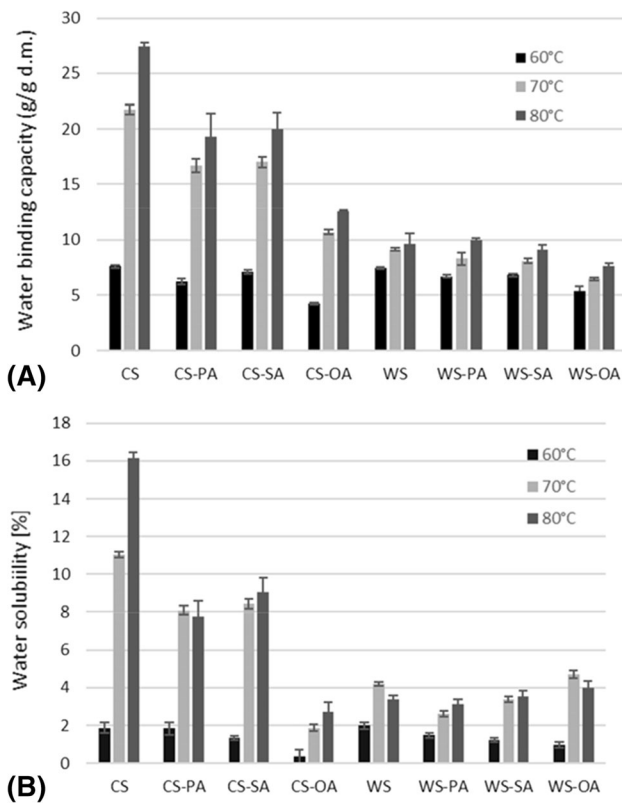 30
25
20
15
10
5
0
Water binding capacity (g/g d.m.)
60°C
70°C
80°C
CS CS-PA CS-SA CS-OA WS WS-PA WS-SA WS-OA
(A)
18
16
14
12
10
8
6
4
2
0
Water solubiility [%]
60°C
70°C
80°C
CS CS-PA CS-SA CS-OA WS WS-PA WS-SA WS-OA
(B)